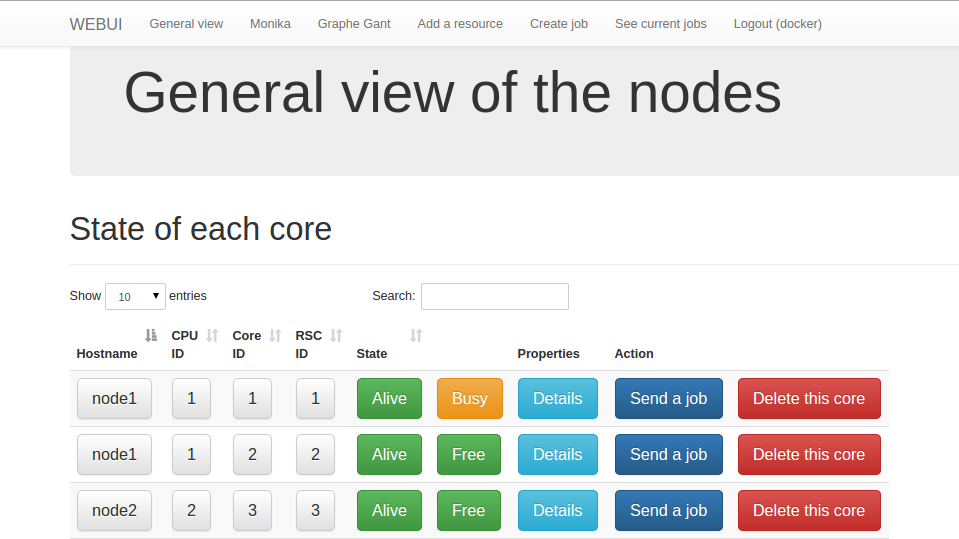 WEBUI General view Monika Graphe Gant Add a resource Create job See current jobs Logout (docker)
General view of the nodes
State of each core
Show 10 entries Search:
Hostname CPU ID Core ID RSC ID State Properties Action
node1 1 1 1 Alive Busy Details Send a job Delete this core
node1 1 2 2 Alive Free Details Send a job Delete this core
node2 2 3 3 Alive Free Details Send a job Delete this core